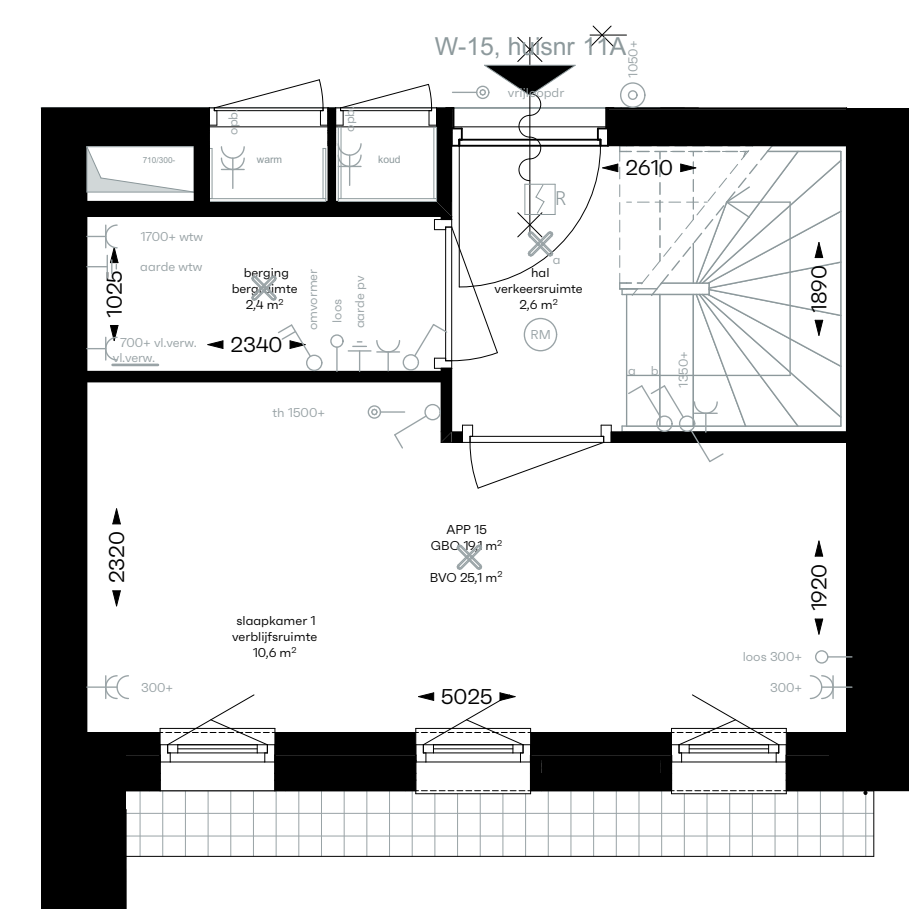 W-15, huisnr 11A
1050+
vrijloopdr
opb
opb
710/300-
warm
koud
2610
R
a
1700+ wtw
aarde wtw
1025
berging
bergruimte
2,4 m²
omvormer
loos
aarde pv
hal
verkeersruimte
2,6 m²
1890
RM
700+ vl.verw.
vl.verw.
2340
a
b
1350+
th 1500+
2320
APP 15
GBO 19,1 m²
BVO 25,1 m²
1920
slaapkamer 1
verblijfsruimte
10,6 m²
loos 300+
300+
300+
5025